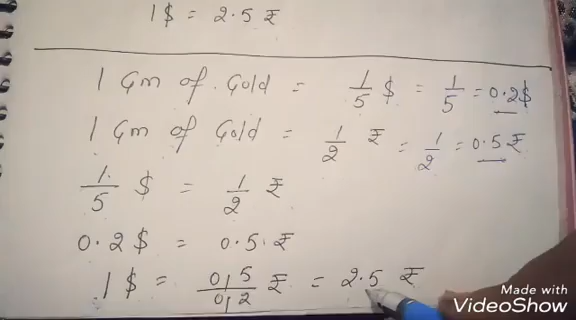 1 $ = 2.5 ₹
1 Gm of Gold = 1/5 $ = 1/5 = 0.2$
1 Gm of Gold = 1/2 ₹ = 1/2 = 0.5 ₹
1/5 $ = 1/2 ₹
0.2 $ = 0.5 ₹
1 $ = 0,5/0,2 ₹ = 2.5 ₹
Made with
VideoShow